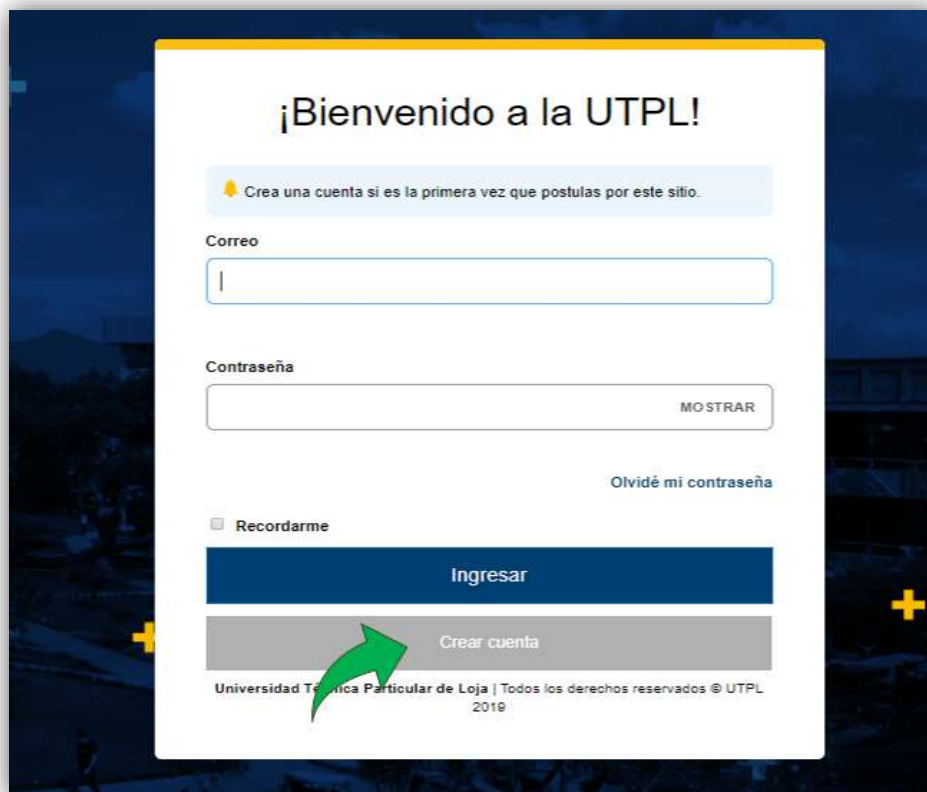 ¡Bienvenido a la UTPL!
Crea una cuenta si es la primera vez que postulas por este sitio.
Correo
Contraseña
MOSTRAR
Olvidé mi contraseña
Recordarme
Ingresar
Crear cuenta
Universidad Técnica Particular de Loja | Todos los derechos reservados © UTPL
2019